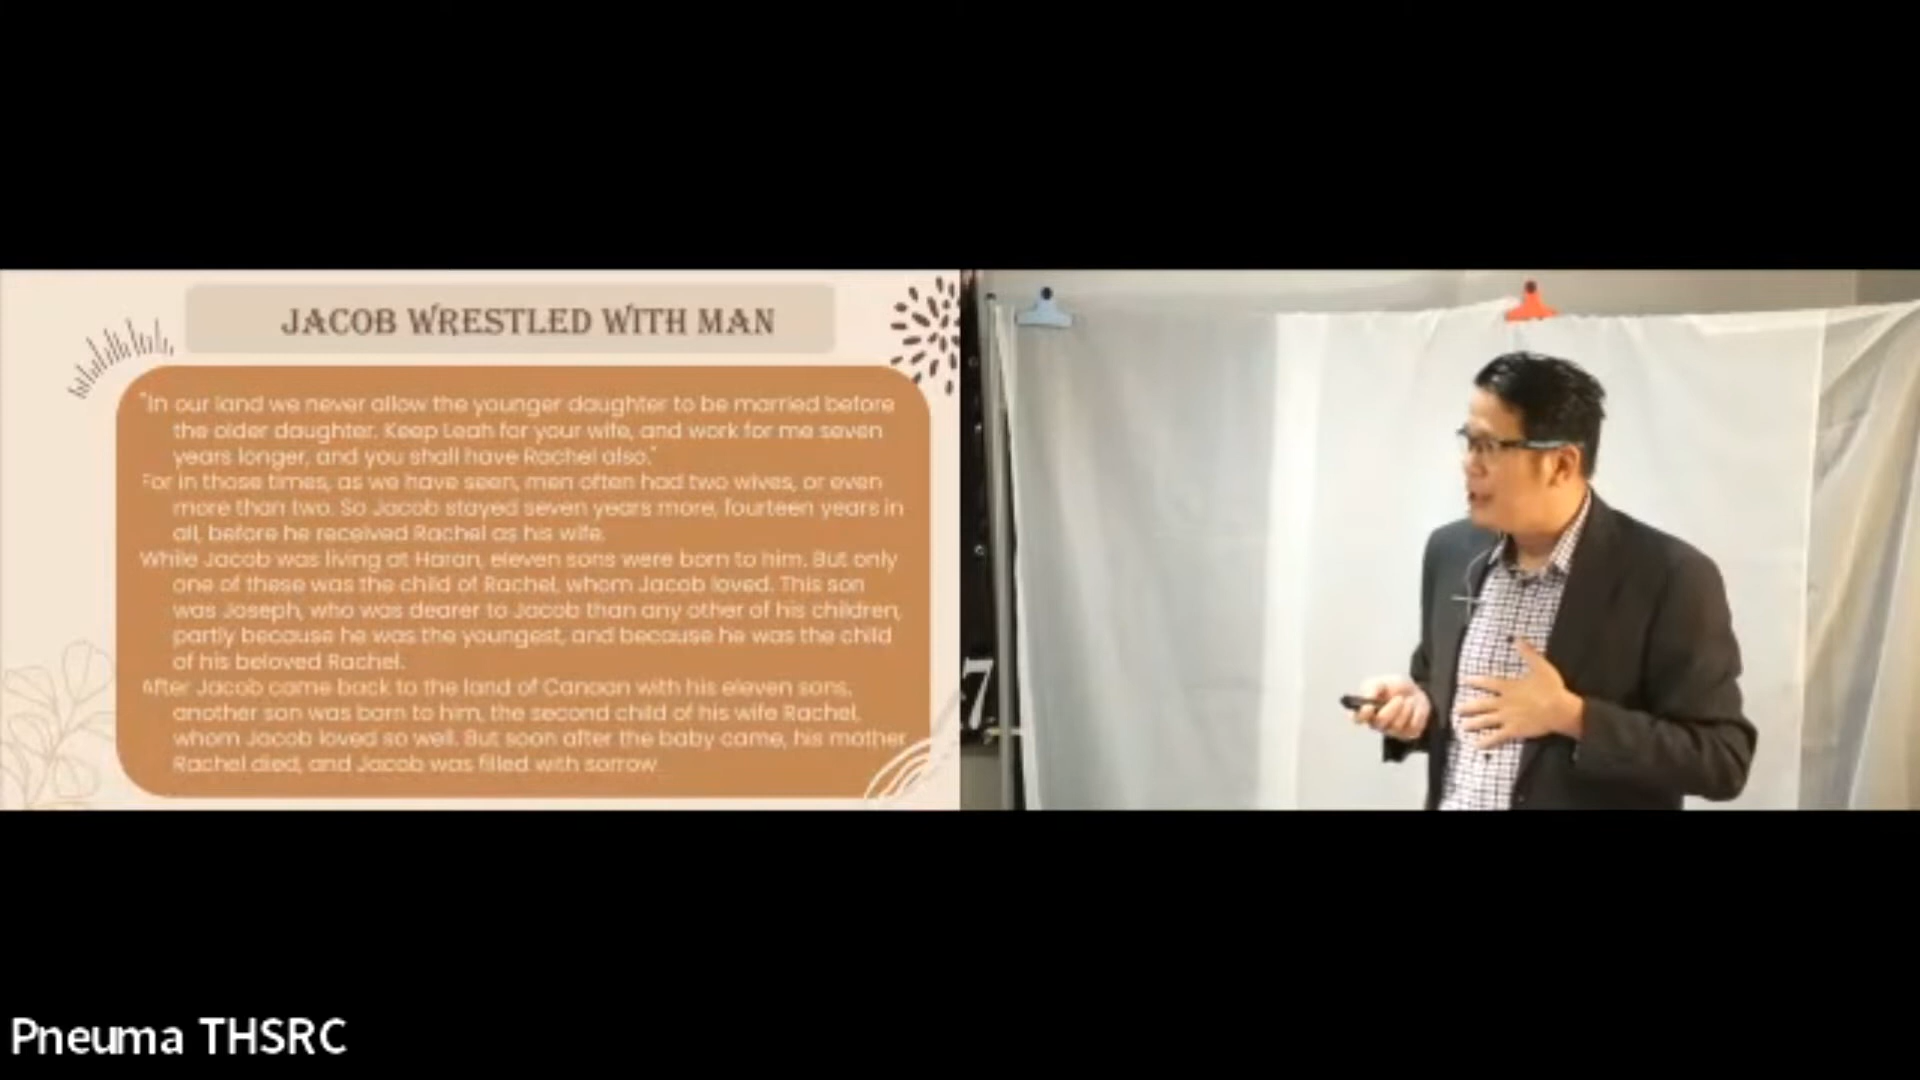 JACOB WRESTLED WITH MAN
"In our land we never allow the younger daughter to be married before
the older daughter. Keep Leah for your wife, and work for me seven
years longer, and you shall have Rachel also."
For in those times, as we have seen, men often had two wives, or even
more than two. So Jacob stayed seven years more, fourteen years in
all, before he received Rachel as his wife.
While Jacob was living at Haran, eleven sons were born to him. But only
one of these was the child of Rachel, whom Jacob loved. This son
was Joseph, who was dearer to Jacob than any other of his children,
partly because he was the youngest, and because he was the child
of his beloved Rachel.
After Jacob came back to the land of Canaan with his eleven sons,
another son was born to him, the second child of his wife Rachel,
whom Jacob loved so well. But soon after the baby came, his mother
Rachel died, and Jacob was filled with sorrow
7
Pneuma THSRC